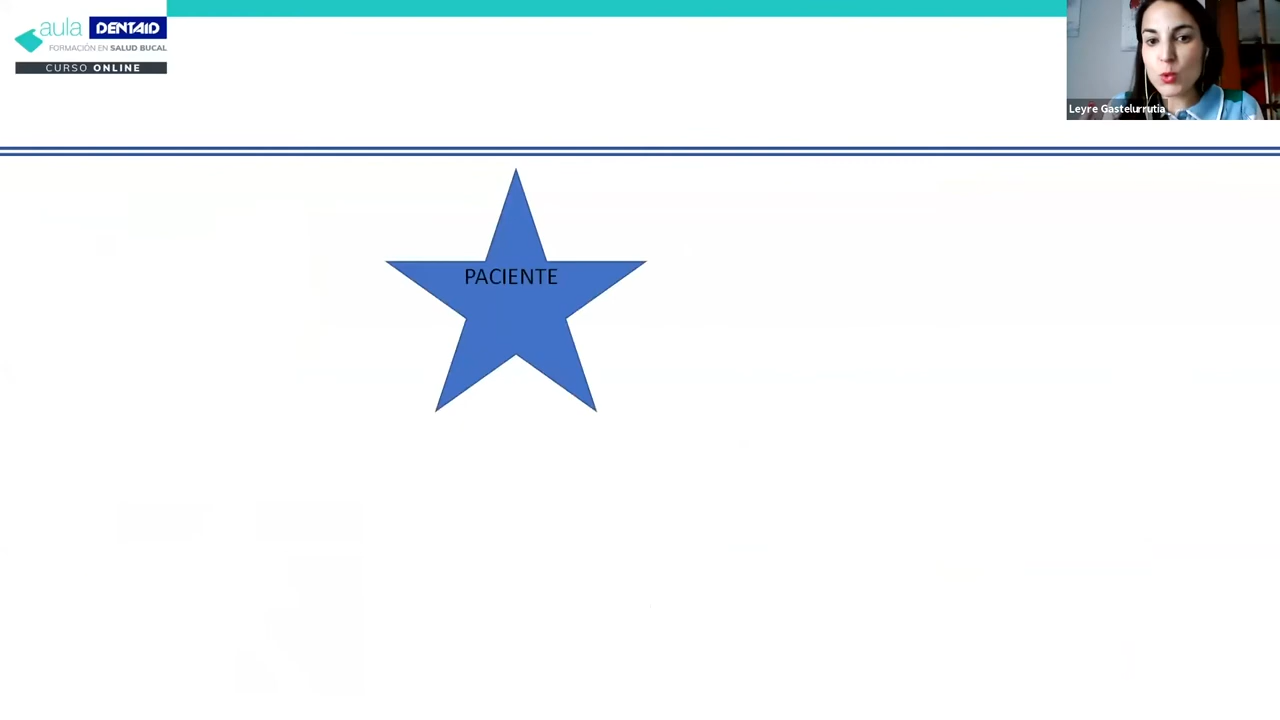 aula DENTAID
FORMACIÓN EN SALUD BUCAL
CURSO ONLINE
Leyre Gastelurrutia
PACIENTE